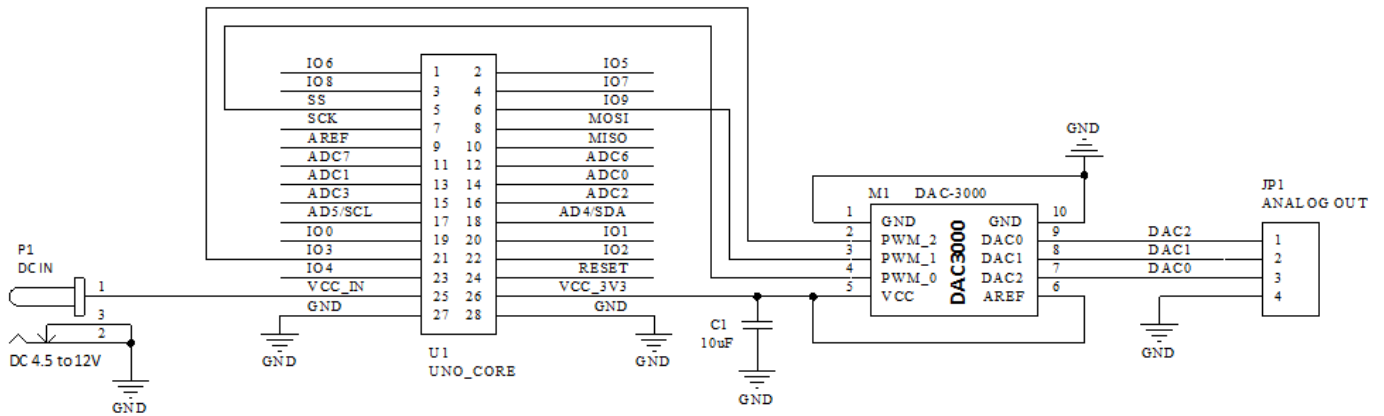 IO6 IO5
1 2
IO8 IO7
3 4
SS IO9
5 6
SCK MOSI
7 8
AREF MISO
9 10
ADC7 ADC6
11 12
ADC1 ADC0
13 14
ADC3 ADC2
15 16
AD5/SCL AD4/SDA
17 18
IO0 IO1
19 20
IO3 IO2
21 22
IO4 RESET
23 24
VCC_IN VCC_3V3
25 26
GND GND
27 28
U1
UNO_CORE
GND
GND
P1
DC IN
1
3
2
DC 4.5 to 12V
GND
C1
10uF
GND
GND
M1 DAC-3000
DAC3000
1 GND GND 10
2 PWM_2 DAC0 9
3 PWM_1 DAC1 8
4 PWM_0 DAC2 7
5 VCC AREF 6
DAC2
DAC1
DAC0
JP1
ANALOG OUT
1
2
3
4
GND